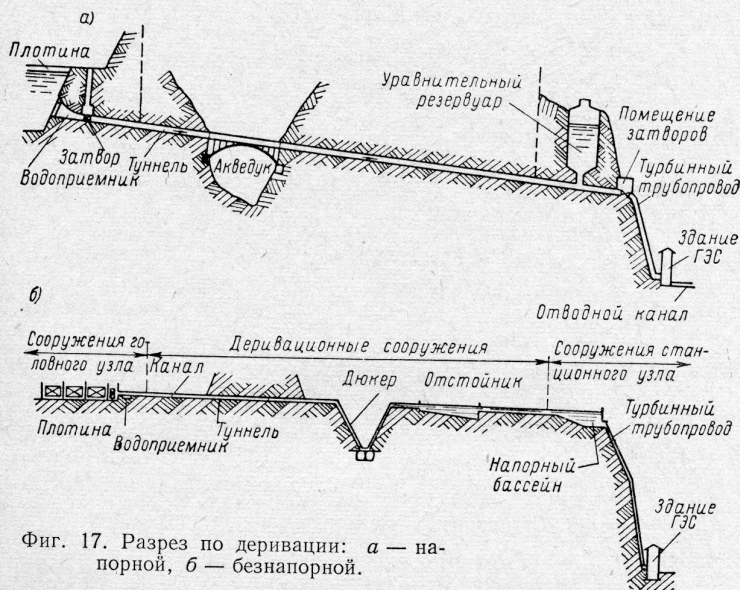 а)
Плотина
Уравнительный
резервуар
Помещение
затворов
Затвор
Водоприемник
Туннель
Акведук
Турбинный
трубопровод
Здание
ГЭС
Отводной канал
б)
Сооружения го-
ловного узла
Деривационные сооружения
Сооружения стан-
ционного узла
Канал
Дюкер
Отстойник
Плотина
Водоприемник
Туннель
Турбинный
трубопровод
Напорный
бассейн
Здание
ГЭС
Фиг. 17. Разрез по деривации: а — на-
порной, б — безнапорной.